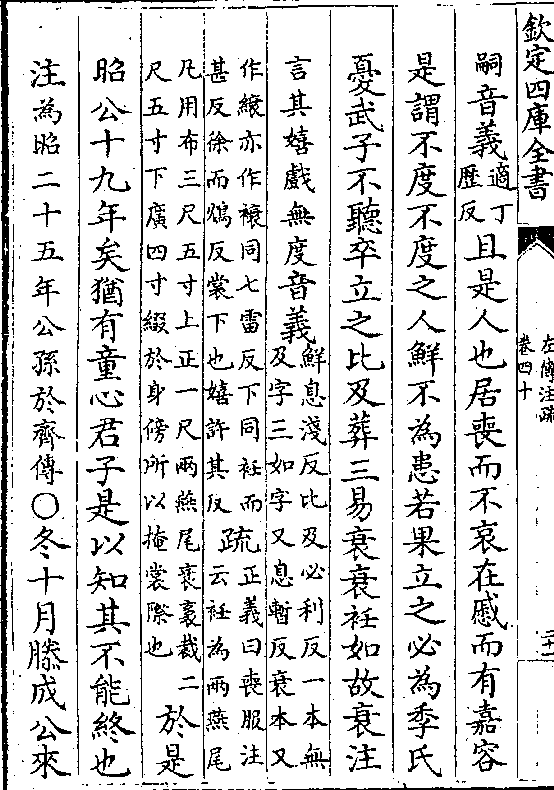 欽定四庫全書
左傳注疏
卷四十
嗣音義適丁歷反且是人也居喪而不哀在慼而有嘉容
是謂不度不度之人鮮不為患若果立之必為季氏
憂武子不聽卒立之比及葬三易衰衰衽如故衰注
言其嬉戲無度音義鮮息淺反比及必利反一本無及字三如字又息暫反衰本又
作縗亦作禳同七雷反下同衽而甚反徐而鴆反裳下也嬉許其反疏正義曰喪服注云衽為兩燕尾
凡用布三尺五寸上正一尺兩燕尾裁二尺五寸下廣四寸綴於身傍所以掩裳際也於是
昭公十九年矣猶有童心君子是以知其不能終也
注為昭二十五年公孫於齊傳○冬十月滕成公來